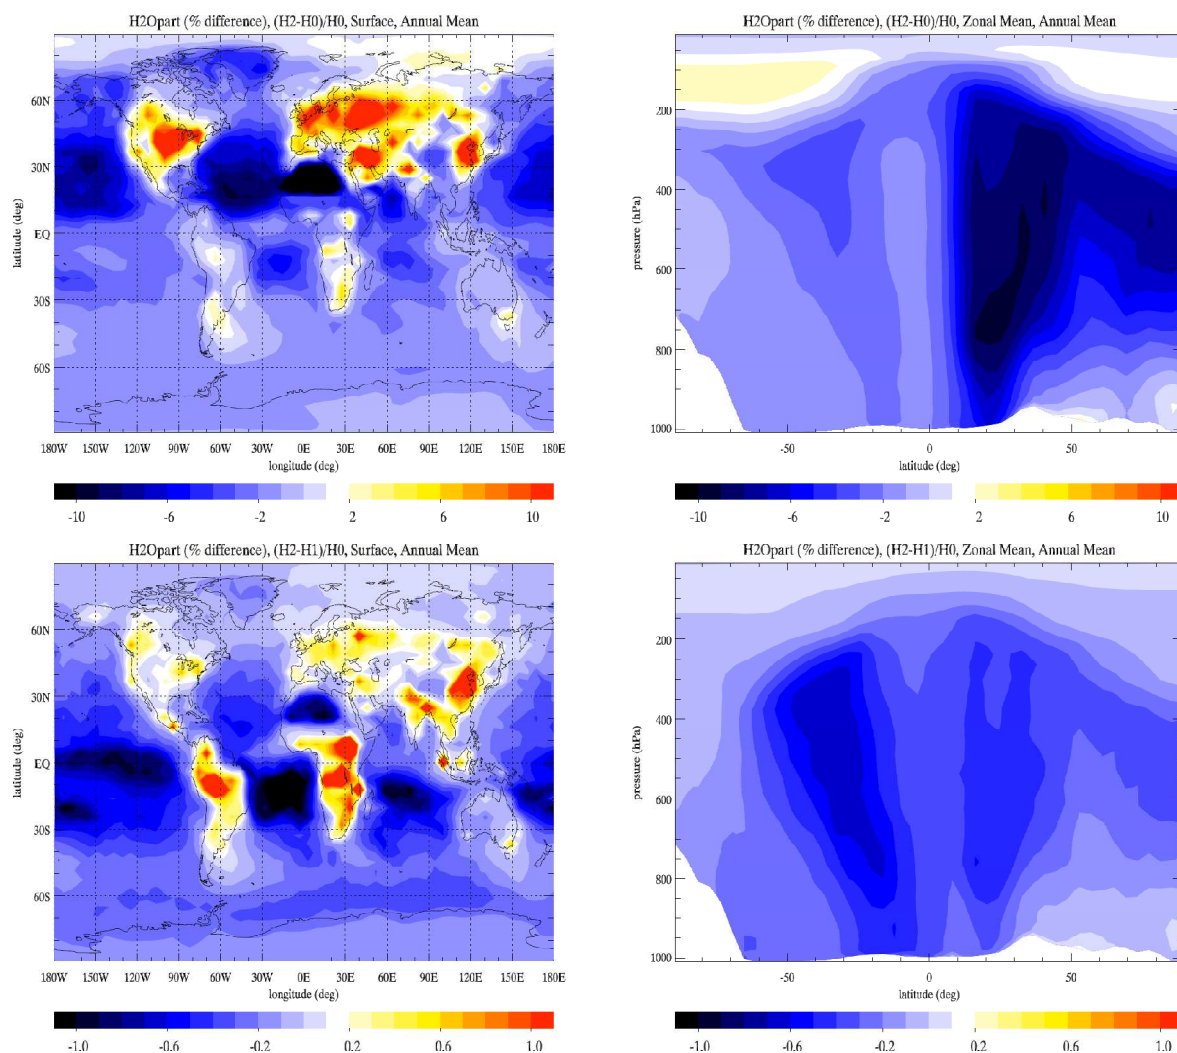 H2Opart (% difference), (H2-H0)/H0, Surface, Annual Mean
60N
30N
EQ
30S
60S
latitude (deg)
180W 150W 120W 90W 60W 30W 0E 30E 60E 90E 120E 150E 180E
longitude (deg)
-10 -6 -2 2 6 10
H2Opart (% difference), (H2-H0)/H0, Zonal Mean, Annual Mean
200
400
600
800
1000
pressure (hPa)
-50 0 50
latitude (deg)
-10 -6 -2 2 6 10
H2Opart (% difference), (H2-H1)/H0, Surface, Annual Mean
60N
30N
EQ
30S
60S
latitude (deg)
180W 150W 120W 90W 60W 30W 0E 30E 60E 90E 120E 150E 180E
longitude (deg)
-1.0 -0.6 -0.2 0.2 0.6 1.0
H2Opart (% difference), (H2-H1)/H0, Zonal Mean, Annual Mean
200
400
600
800
1000
pressure (hPa)
-50 0 50
latitude (deg)
-1.0 -0.6 -0.2 0.2 0.6 1.0